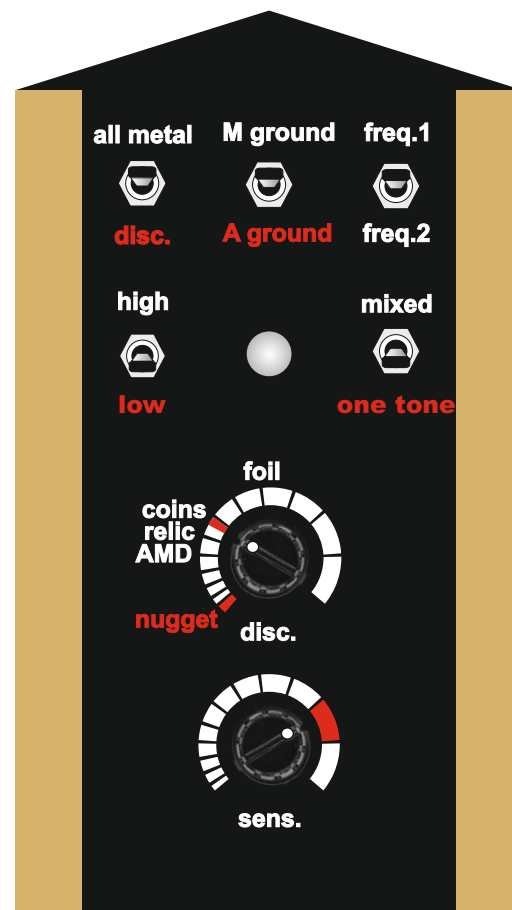 all metal
M ground
freq.1
disc.
A ground
freq.2
high
mixed
low
one tone
foil
coins
relic
AMD
nugget
disc.
sens.